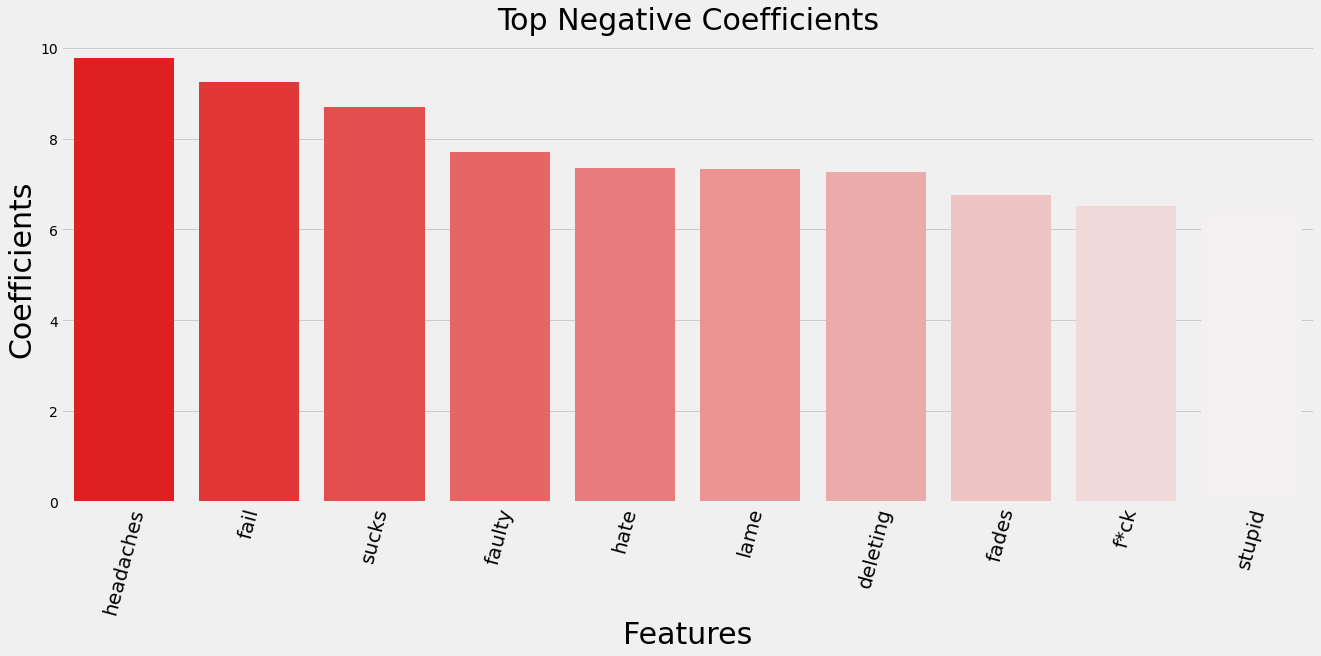 Top Negative Coefficients
Coefficients
10
8
6
4
2
0
headaches
fail
sucks
faulty
hate
lame
deleting
fades
f*ck
stupid
Features